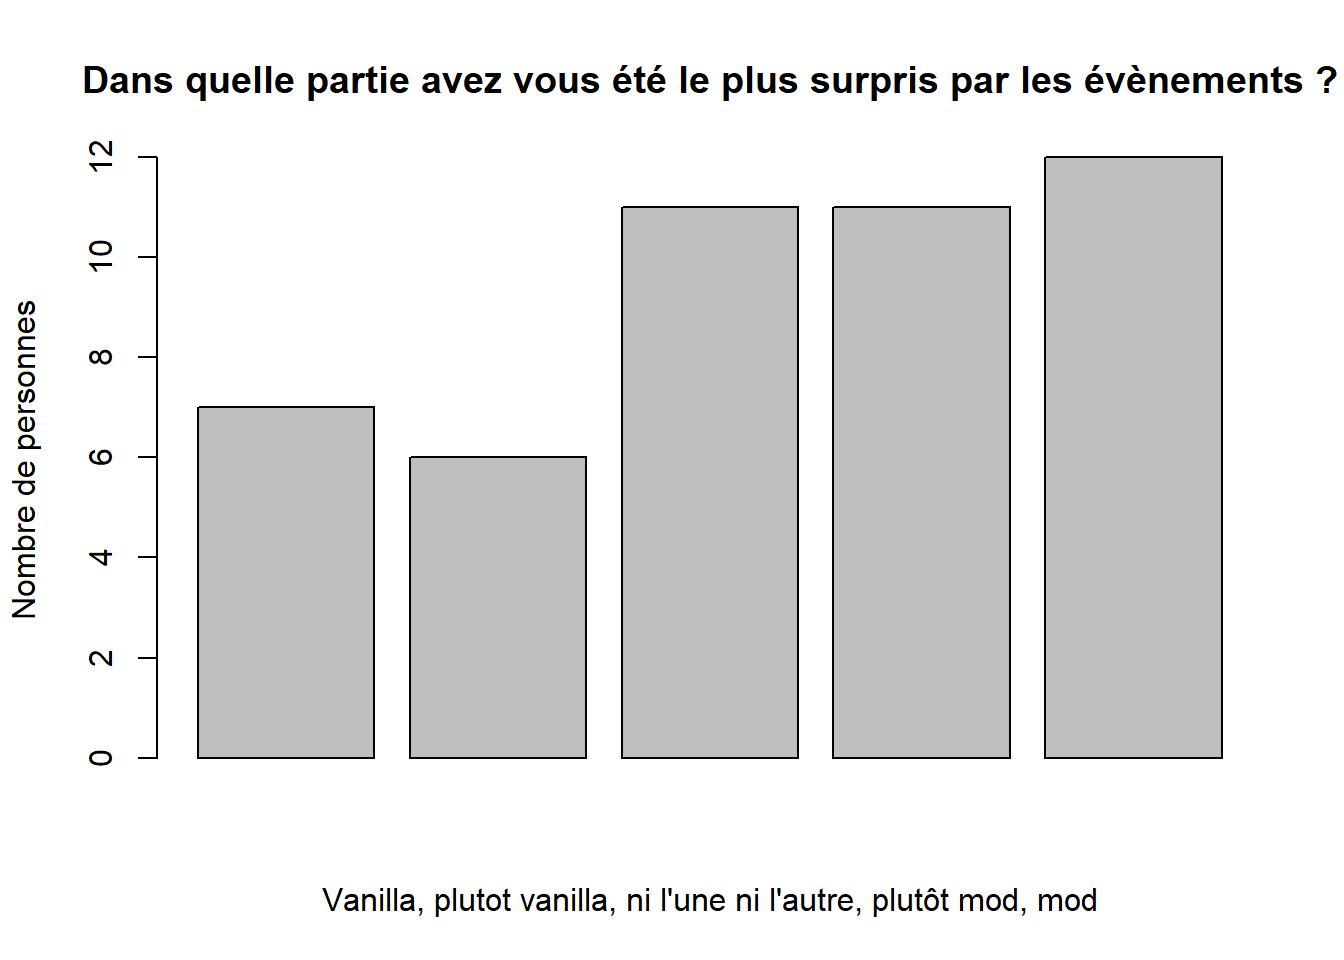 Dans quelle partie avez vous été le plus surpris par les évènements ?
12
10
8
6
4
2
0
Nombre de personnes
Vanilla, plutot vanilla, ni l'une ni l'autre, plutôt mod, mod